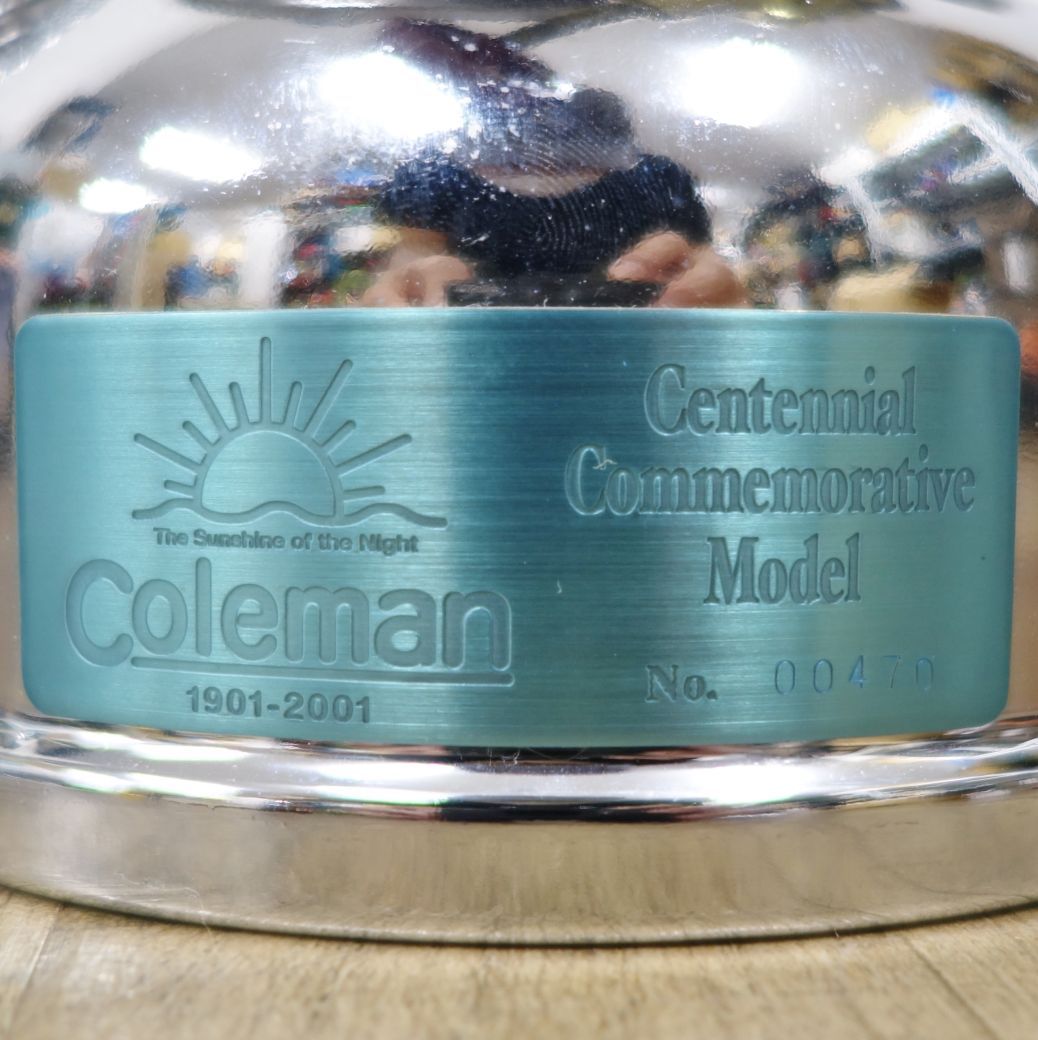 The Sunshine of the Night
Coleman
1901-2001
Centennial
Commemorative
Model
No. 00470